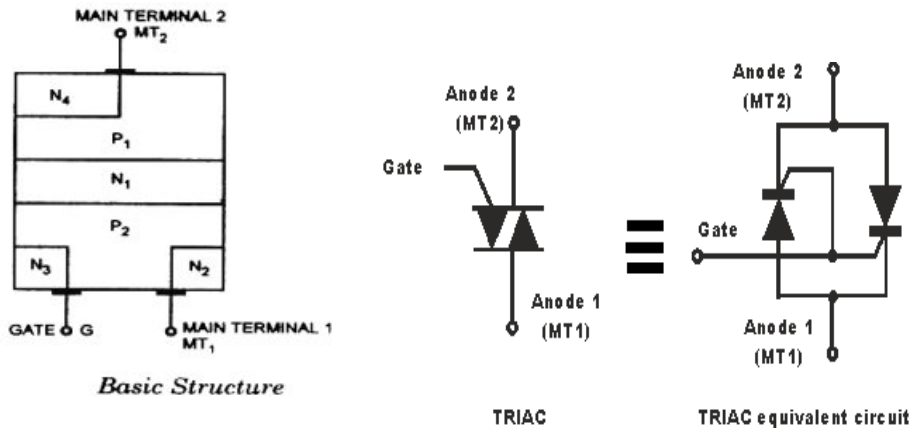 MAIN TERMINAL 2
MT₂
N₄
P₁
N₁
P₂
N₃
N₂
GATE G
MAIN TERMINAL 1
MT₁
Basic Structure
Anode 2
(MT2)
Gate
Anode 1
(MT1)
TRIAC
Anode 2
(MT2)
Gate
Anode 1
(MT1)
TRIAC equivalent circuit